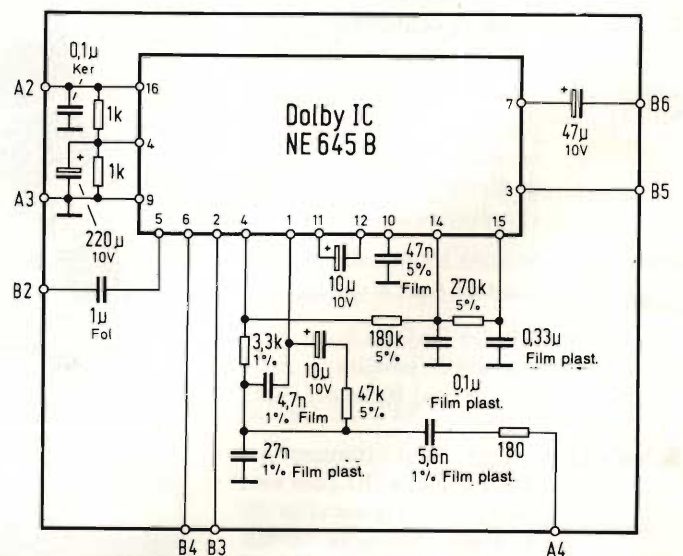 0,1µ
Ker
A2
16
1k
4
+
1k
A3
9
220µ
10V
Dolby IC
NE 645 B
7
+
B6
47µ
10V
3
B5
5
6
2
4
1
11
12
10
14
15
B2
1µ
Fol
+
10µ
10V
47n
5%
Film
270k
5%
180k
5%
0,33µ
Film plast.
0,1µ
Film plast.
3,3k
1%
+
10µ
10V
4,7n
1% Film
47k
5%
27n
1% Film plast.
5,6n
1% Film plast.
180
B4
B3
A4